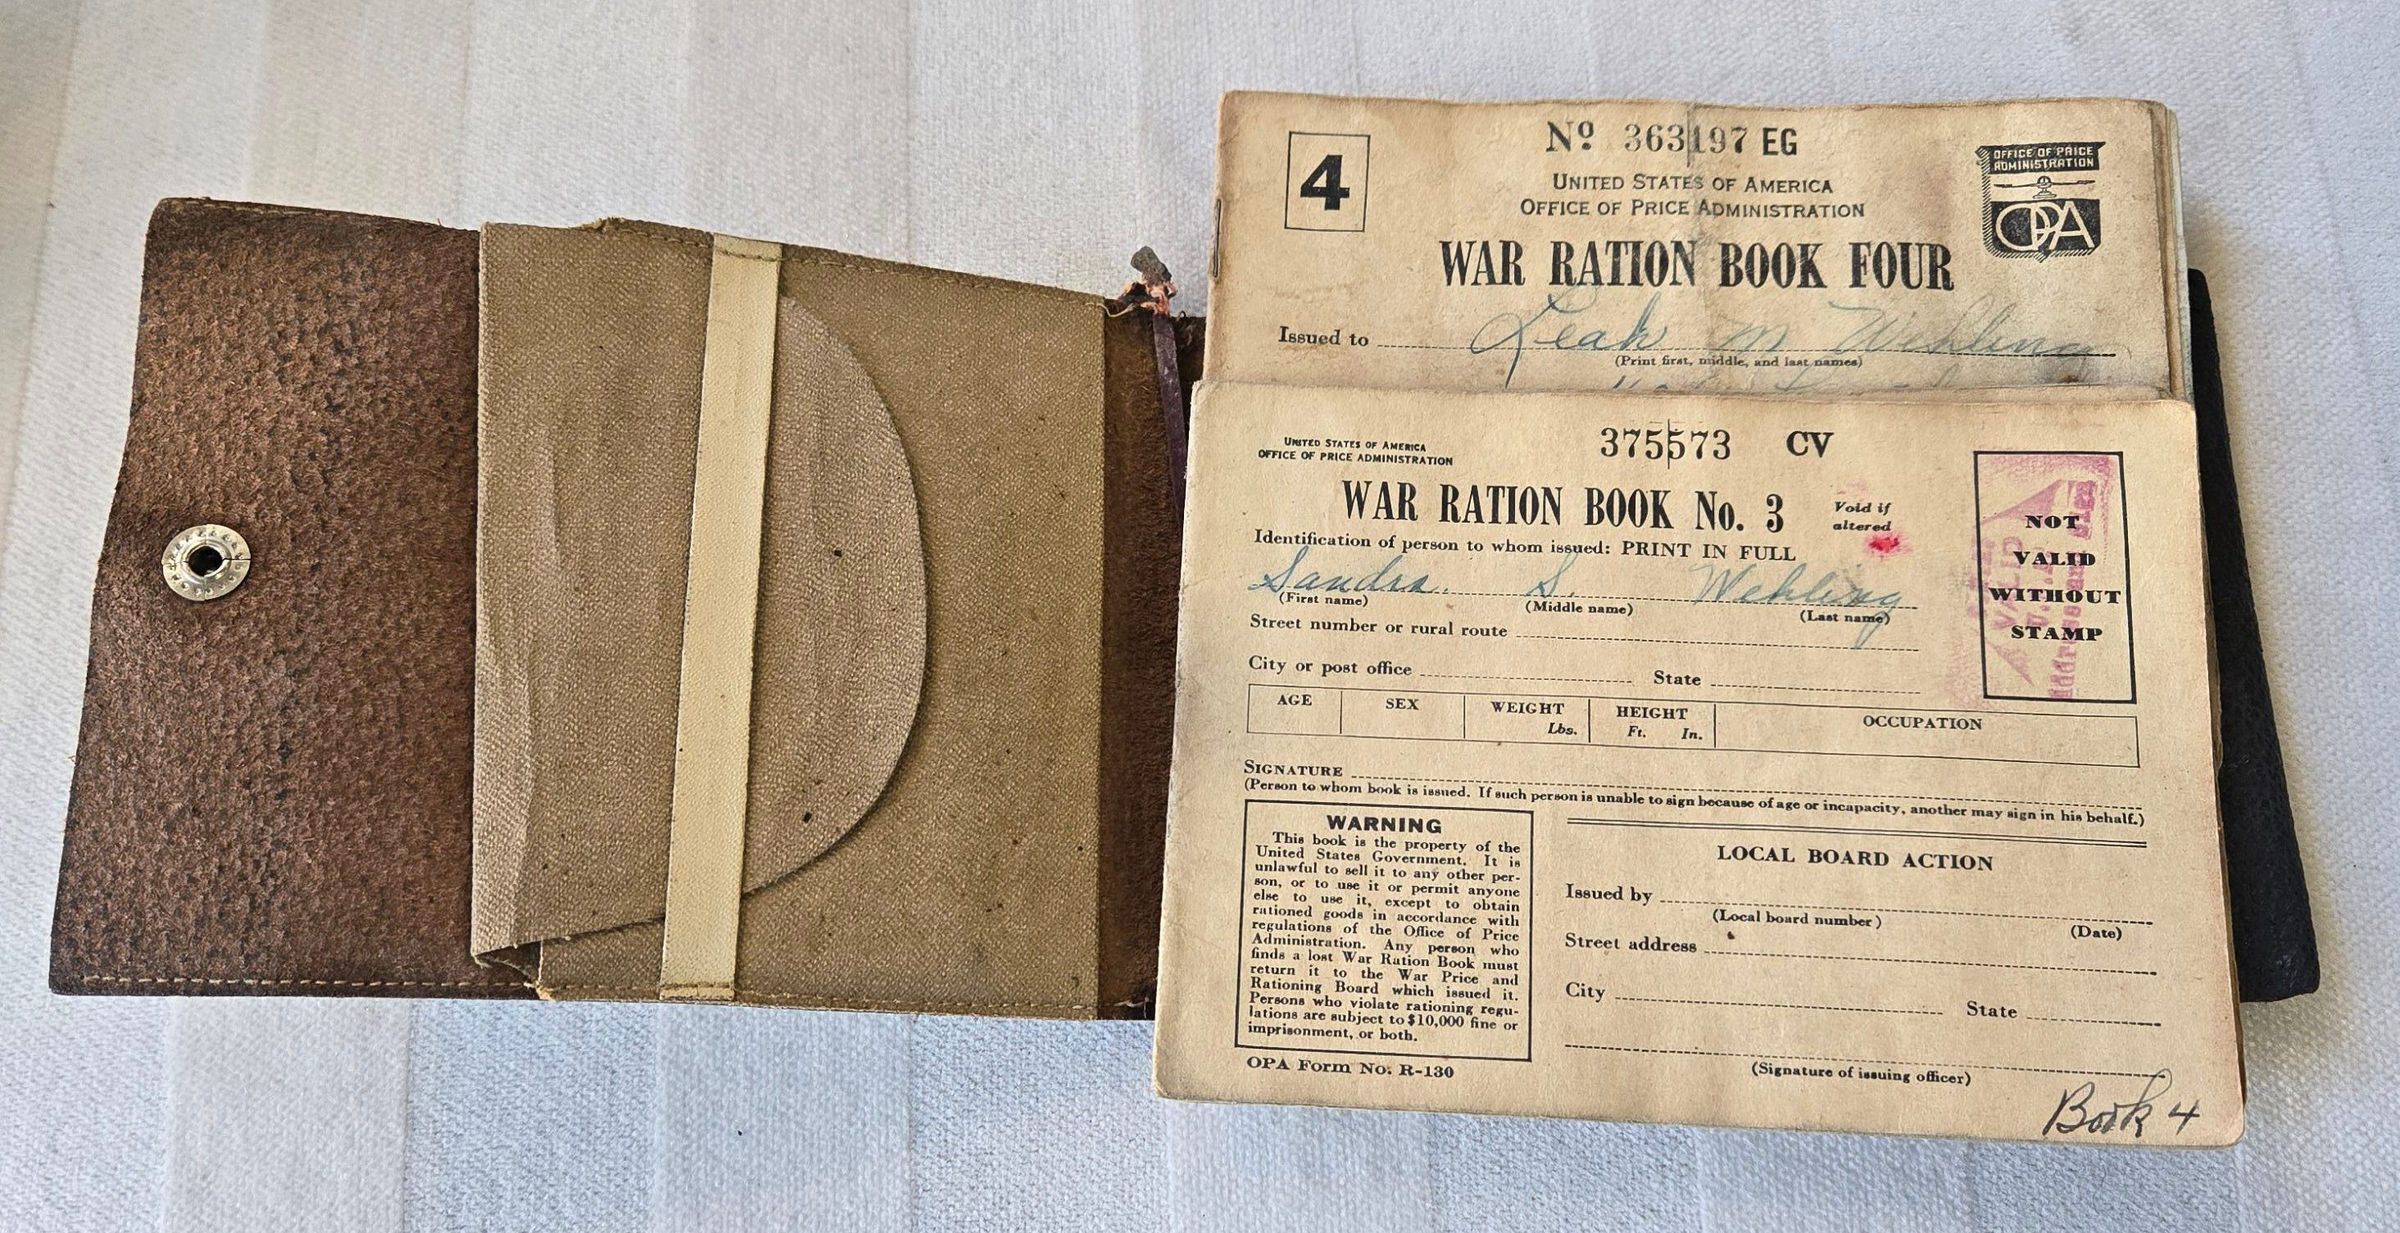 4
Nº 363197 EG
UNITED STATES OF AMERICA
OFFICE OF PRICE ADMINISTRATION
OFFICE OF PRICE
ADMINISTRATION
OPA
WAR RATION BOOK FOUR
Issued to Leah M Wehling
(Print first, middle, and last names)
UNITED STATES OF AMERICA
OFFICE OF PRICE ADMINISTRATION
375573 CV
WAR RATION BOOK No. 3
Void if
altered
Identification of person to whom issued: PRINT IN FULL
Sandra. S. Wehling
(First name) (Middle name) (Last name)
Street number or rural route
City or post office State
NOT
VALID
WITHOUT
STAMP
AGE SEX WEIGHT HEIGHT OCCUPATION
Lbs. Ft. In.
SIGNATURE
(Person to whom book is issued. If such person is unable to sign because of age or incapacity, another may sign in his behalf.)
WARNING
This book is the property of the
United States Government. It is
unlawful to sell it to any other per-
son, or to use it or permit anyone
else to use it, except to obtain
rationed goods in accordance with
regulations of the Office of Price
Administration. Any person who
finds a lost War Ration Book must
return it to the War Price and
Rationing Board which issued it.
Persons who violate rationing regu-
lations are subject to $10,000 fine or
imprisonment, or both.
OPA Form No. R-130
LOCAL BOARD ACTION
Issued by
(Local board number) (Date)
Street address
City State
(Signature of issuing officer)
Book 4